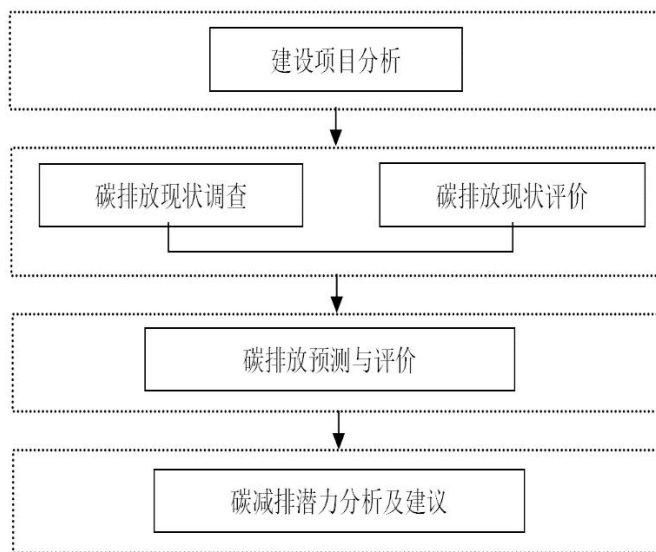 建设项目分析
碳排放现状调查
碳排放现状评价
碳排放预测与评价
碳减排潜力分析及建议